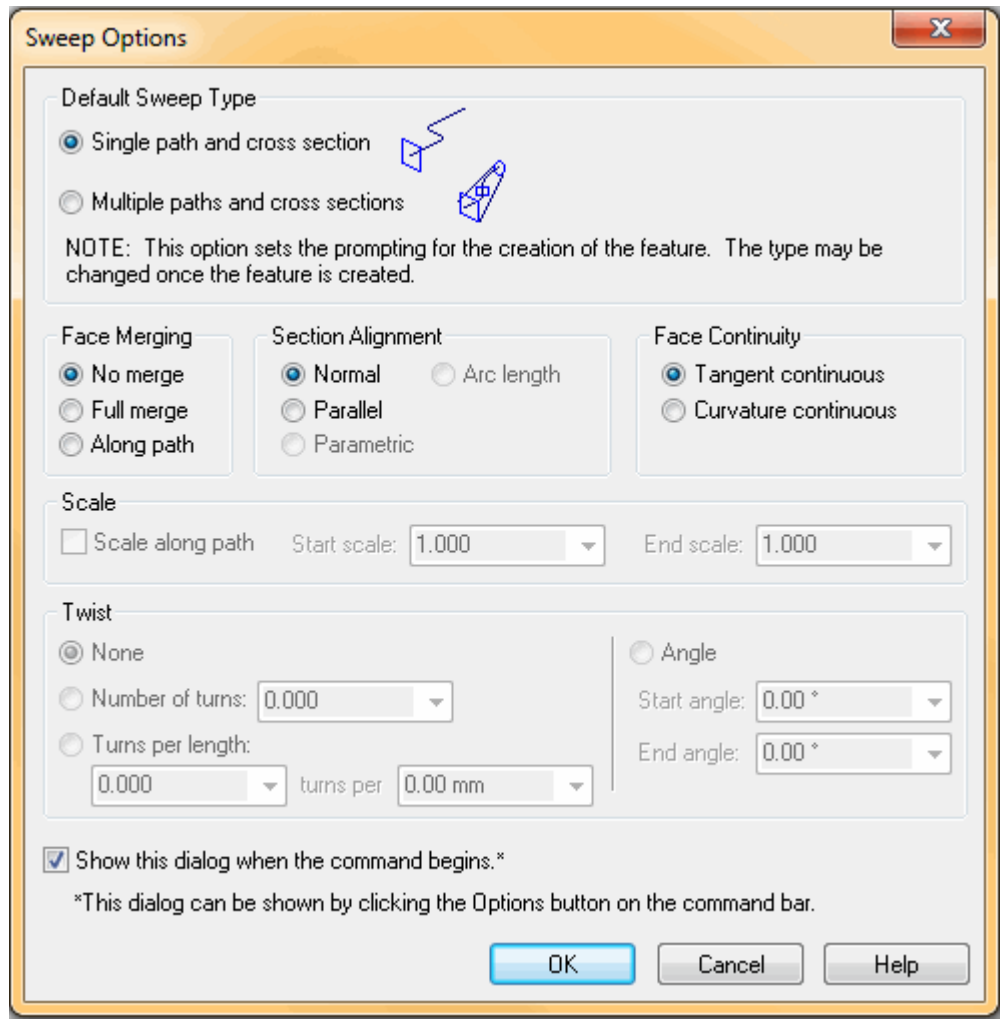 Sweep Options
Default Sweep Type
Single path and cross section
Multiple paths and cross sections
NOTE: This option sets the prompting for the creation of the feature. The type may be
changed once the feature is created.
Face Merging
No merge
Full merge
Along path
Section Alignment
Normal
Arc length
Parallel
Parametric
Face Continuity
Tangent continuous
Curvature continuous
Scale
Scale along path
Start scale: 1.000
End scale: 1.000
Twist
None
Number of turns: 0.000
Turns per length:
0.000 turns per 0.00 mm
Angle
Start angle: 0.00 °
End angle: 0.00 °
Show this dialog when the command begins.*
*This dialog can be shown by clicking the Options button on the command bar.
OK
Cancel
Help